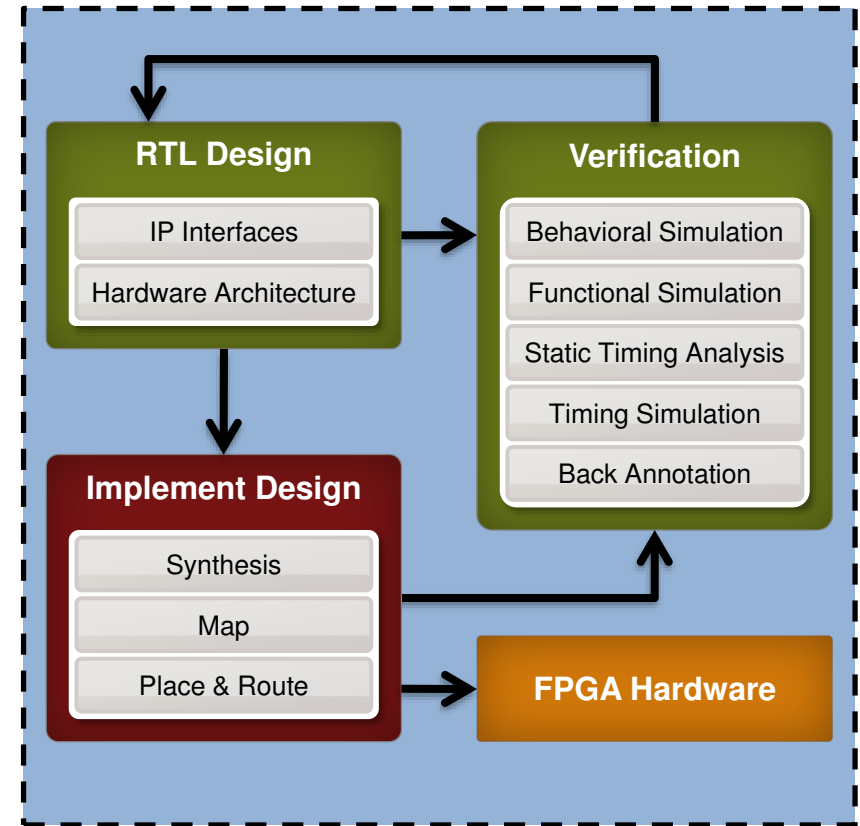 RTL Design
IP Interfaces
Hardware Architecture
Verification
Behavioral Simulation
Functional Simulation
Static Timing Analysis
Timing Simulation
Back Annotation
Implement Design
Synthesis
Map
Place & Route
FPGA Hardware